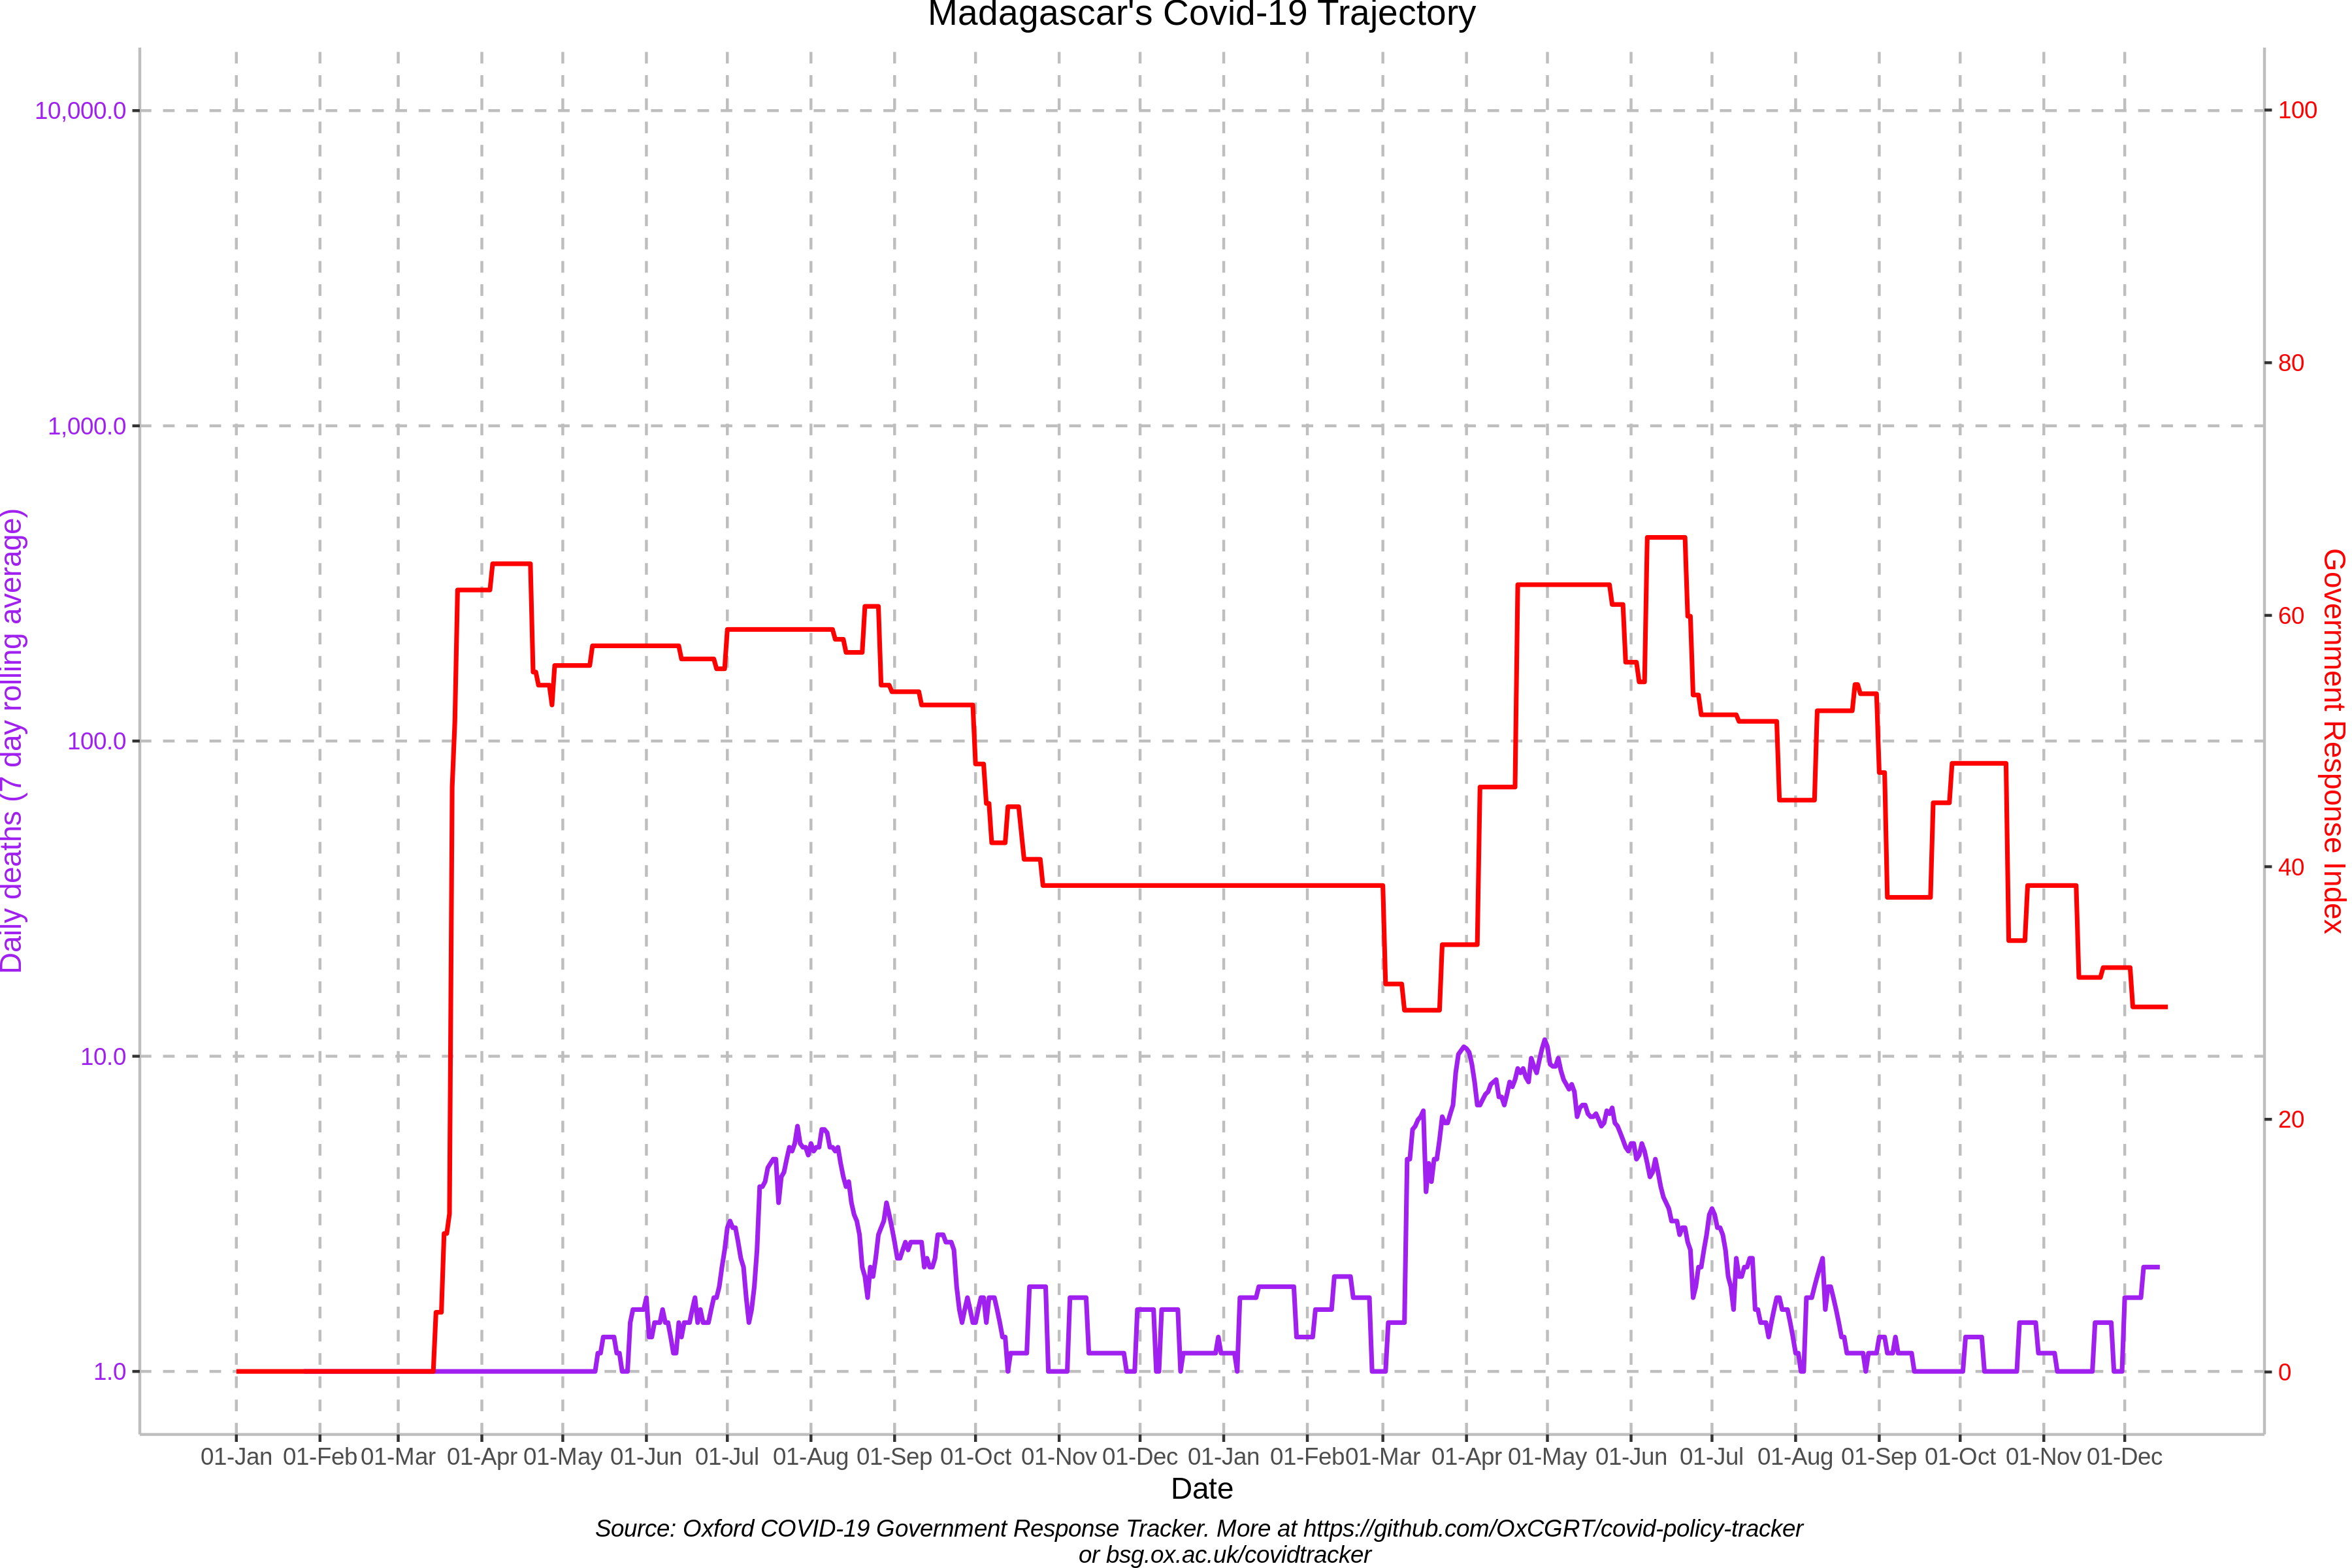 Madagascar's Covid-19 Trajectory
10,000.0
1,000.0
100.0
10.0
1.0
Daily deaths (7 day rolling average)
100
80
60
40
20
0
Government Response Index
01-Jan 01-Feb 01-Mar 01-Apr 01-May 01-Jun 01-Jul 01-Aug 01-Sep 01-Oct 01-Nov 01-Dec 01-Jan 01-Feb 01-Mar 01-Apr 01-May 01-Jun 01-Jul 01-Aug 01-Sep 01-Oct 01-Nov 01-Dec
Date
Source: Oxford COVID-19 Government Response Tracker. More at https://github.com/OxCGRT/covid-policy-tracker
or bsg.ox.ac.uk/covidtracker